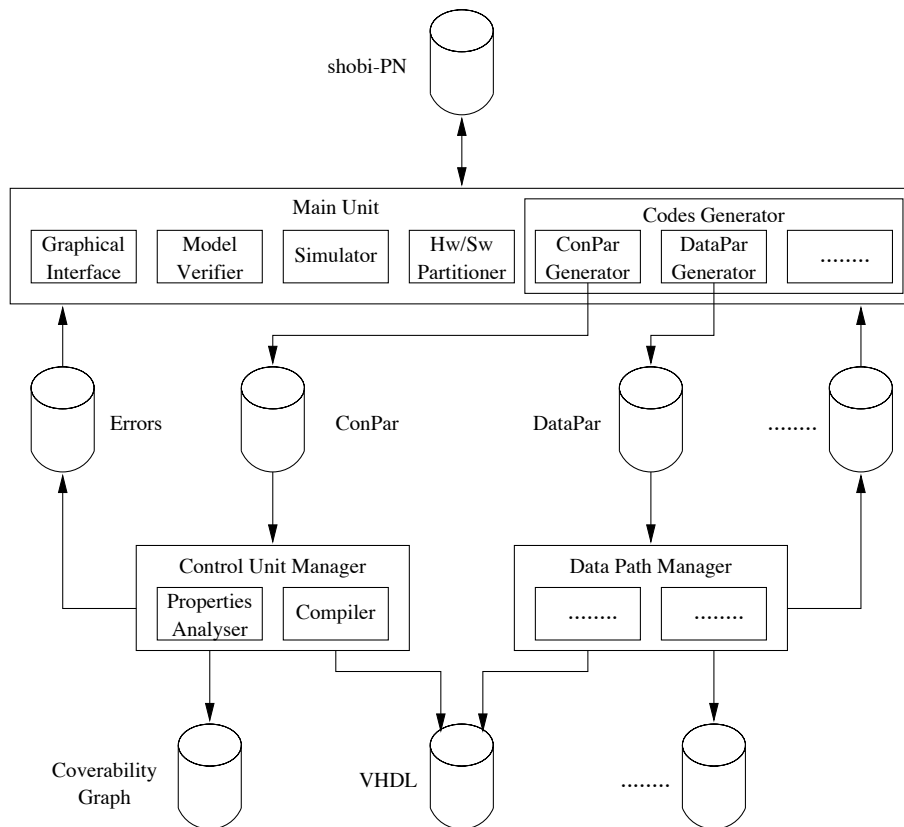 shobi-PN
Main Unit
Codes Generator
Graphical
Interface
Model
Verifier
Simulator
Hw/Sw
Partitioner
ConPar
Generator
DataPar
Generator
........
Errors
ConPar
DataPar
........
Control Unit Manager
Properties
Analyser
Compiler
Data Path Manager
........
........
Coverability
Graph
VHDL
........